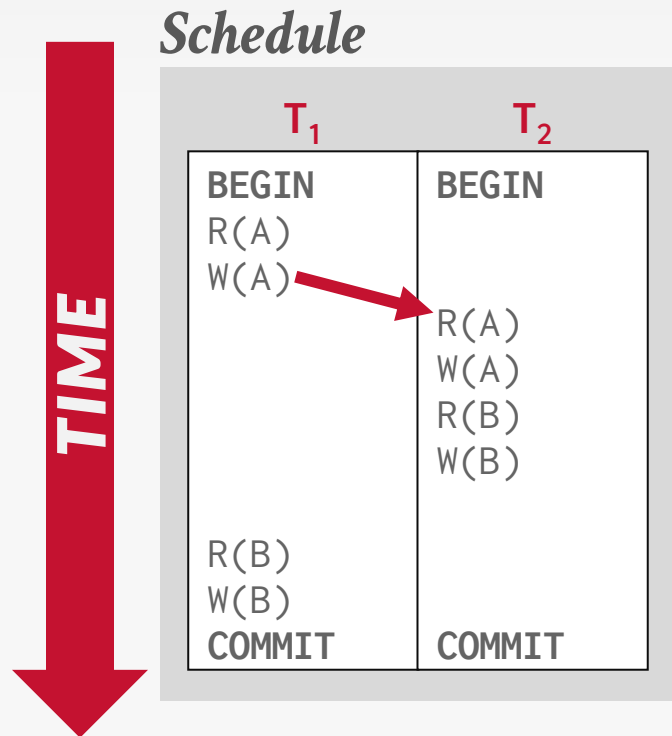 Schedule
TIME
T1 T2
BEGIN BEGIN
R(A)
W(A)
R(A)
W(A)
R(B)
W(B)
R(B)
W(B)
COMMIT COMMIT